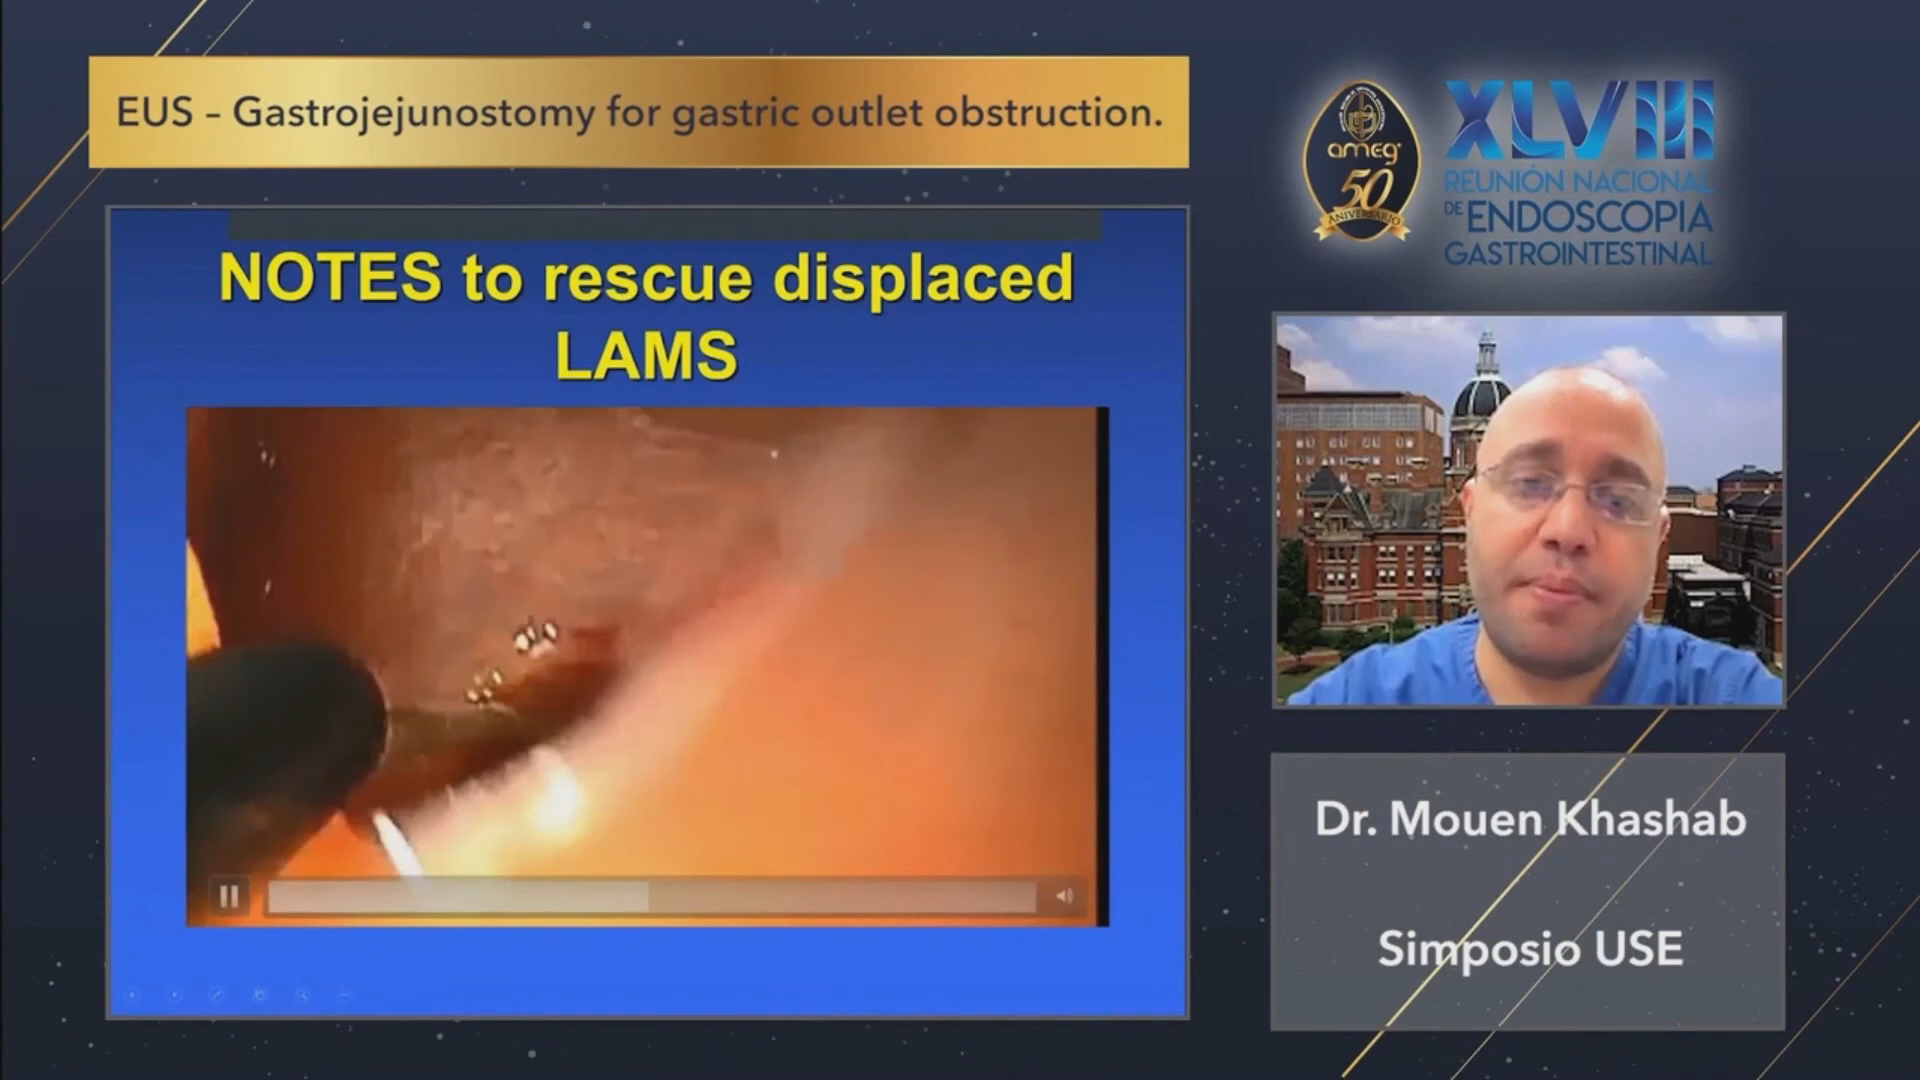 EUS – Gastrojejunostomy for gastric outlet obstruction.
NOTES to rescue displaced
LAMS
ameg
50
ANIVERSARIO
XLVIII
REUNIÓN NACIONAL
DE ENDOSCOPIA
GASTROINTESTINAL
Dr. Mouen Khashab
Simposio USE